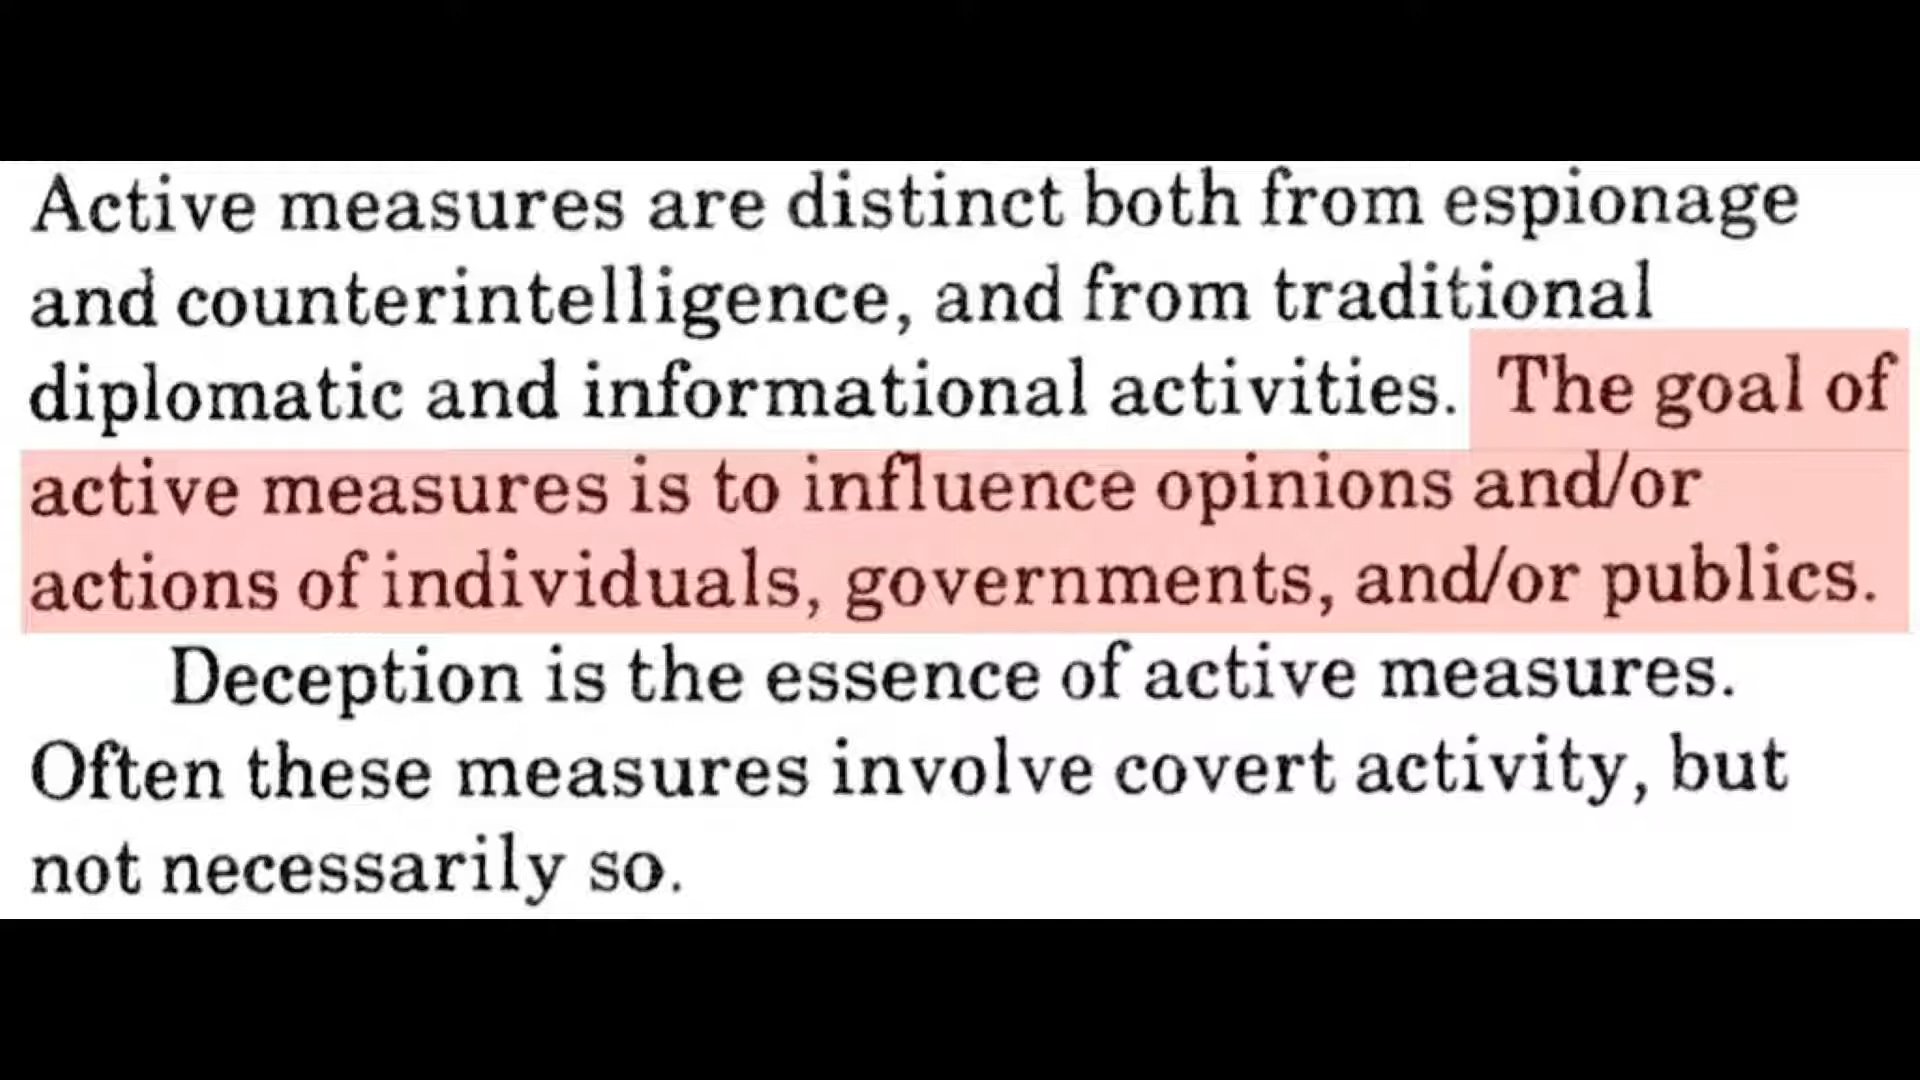 Active measures are distinct both from espionage
and counterintelligence, and from traditional
diplomatic and informational activities. The goal of
active measures is to influence opinions and/or
actions of individuals, governments, and/or publics.
Deception is the essence of active measures.
Often these measures involve covert activity, but
not necessarily so.